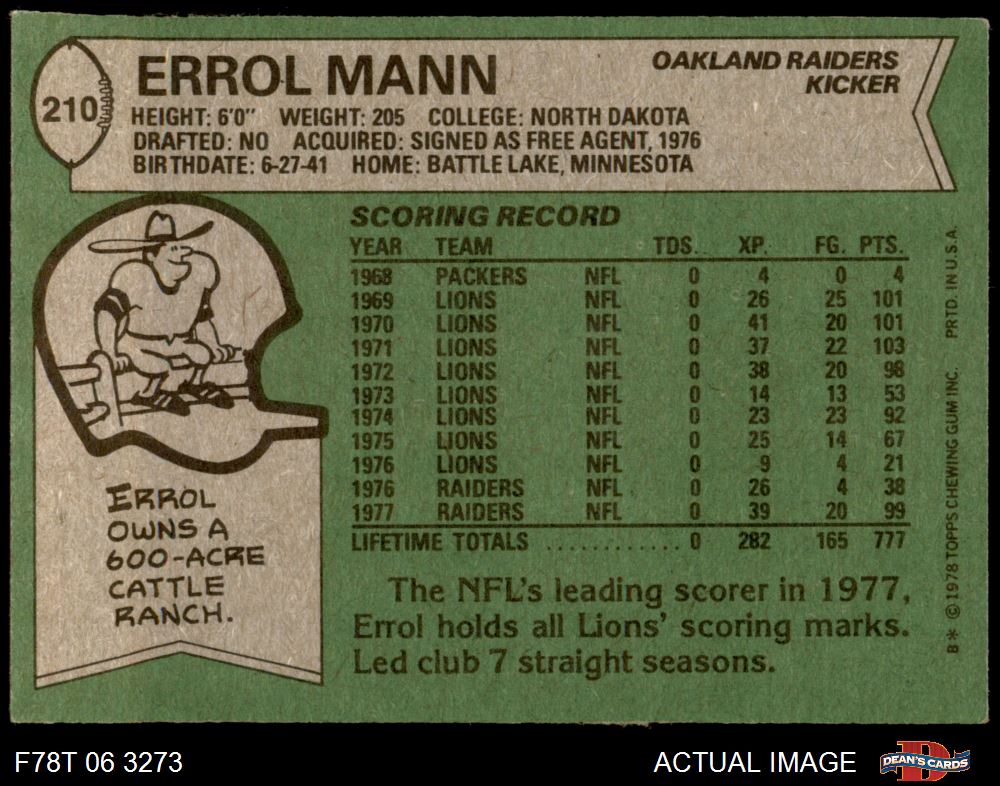 210
ERROL MANN
OAKLAND RAIDERS
KICKER
HEIGHT: 6'0" WEIGHT: 205 COLLEGE: NORTH DAKOTA
DRAFTED: NO ACQUIRED: SIGNED AS FREE AGENT, 1976
BIRTHDATE: 6-27-41 HOME: BATTLE LAKE, MINNESOTA
SCORING RECORD
YEAR TEAM TDS. XP. FG. PTS.
1968 PACKERS NFL 0 4 0 4
1969 LIONS NFL 0 26 25 101
1970 LIONS NFL 0 41 20 101
1971 LIONS NFL 0 37 22 103
1972 LIONS NFL 0 38 20 98
1973 LIONS NFL 0 14 13 53
1974 LIONS NFL 0 23 23 92
1975 LIONS NFL 0 25 14 67
1976 LIONS NFL 0 9 4 21
1976 RAIDERS NFL 0 26 4 38
1977 RAIDERS NFL 0 39 20 99
LIFETIME TOTALS ............ 0 282 165 777
ERROL
OWNS A
600-ACRE
CATTLE
RANCH.
The NFL's leading scorer in 1977,
Errol holds all Lions' scoring marks.
Led club 7 straight seasons.
8* © 1978 TOPPS CHEWING GUM INC. PRTD. IN U.S.A.
F78T 06 3273
ACTUAL IMAGE
DEAN'S CARDS